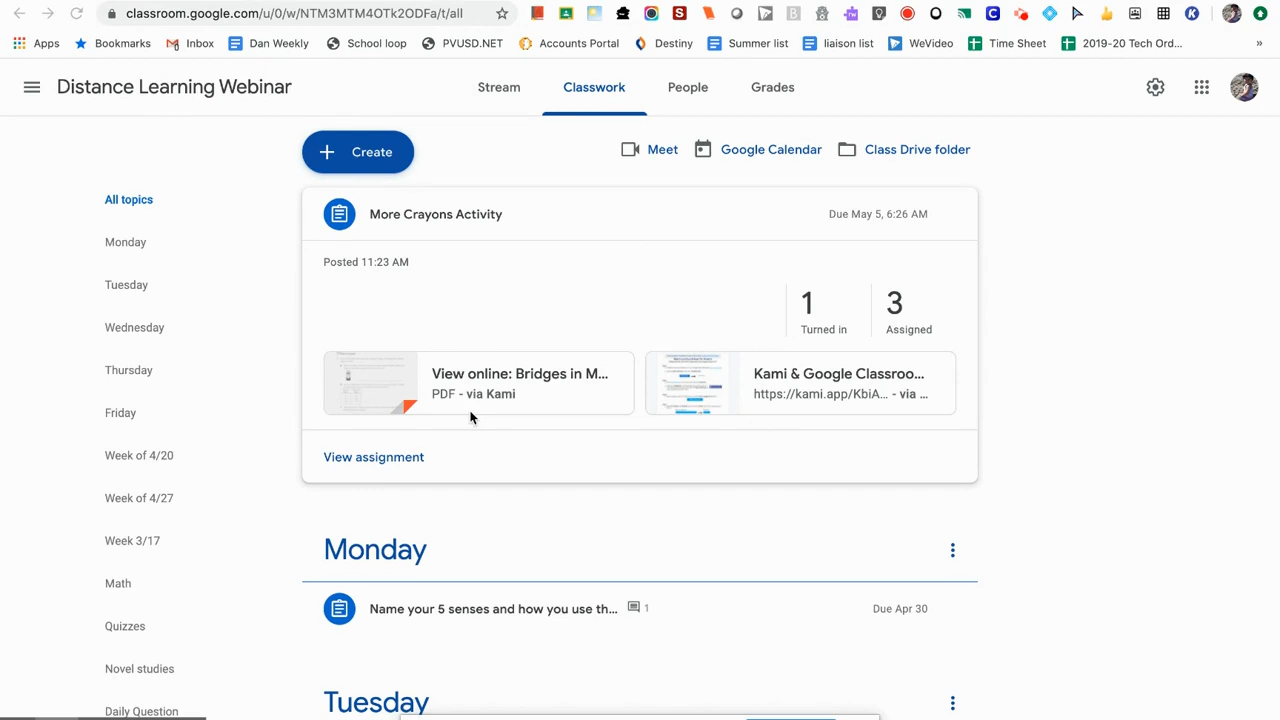 classroom.google.com/u/0/w/NTM3MTM4OTk2ODFa/t/all
Apps Bookmarks Inbox Dan Weekly School loop PVUSD.NET Accounts Portal Destiny Summer list liaison list WeVideo Time Sheet 2019-20 Tech Ord... »
Distance Learning Webinar Stream Classwork People Grades
+ Create Meet Google Calendar Class Drive folder
All topics
Monday
Tuesday
Wednesday
Thursday
Friday
Week of 4/20
Week of 4/27
Week 3/17
Math
Quizzes
Novel studies
Daily Question
More Crayons Activity Due May 5, 6:26 AM
Posted 11:23 AM
1 3
Turned in Assigned
View online: Bridges in M... Kami & Google Classroo...
PDF - via Kami https://kami.app/KbiA... - via ...
View assignment
Monday
Name your 5 senses and how you use th... 1 Due Apr 30
Tuesday